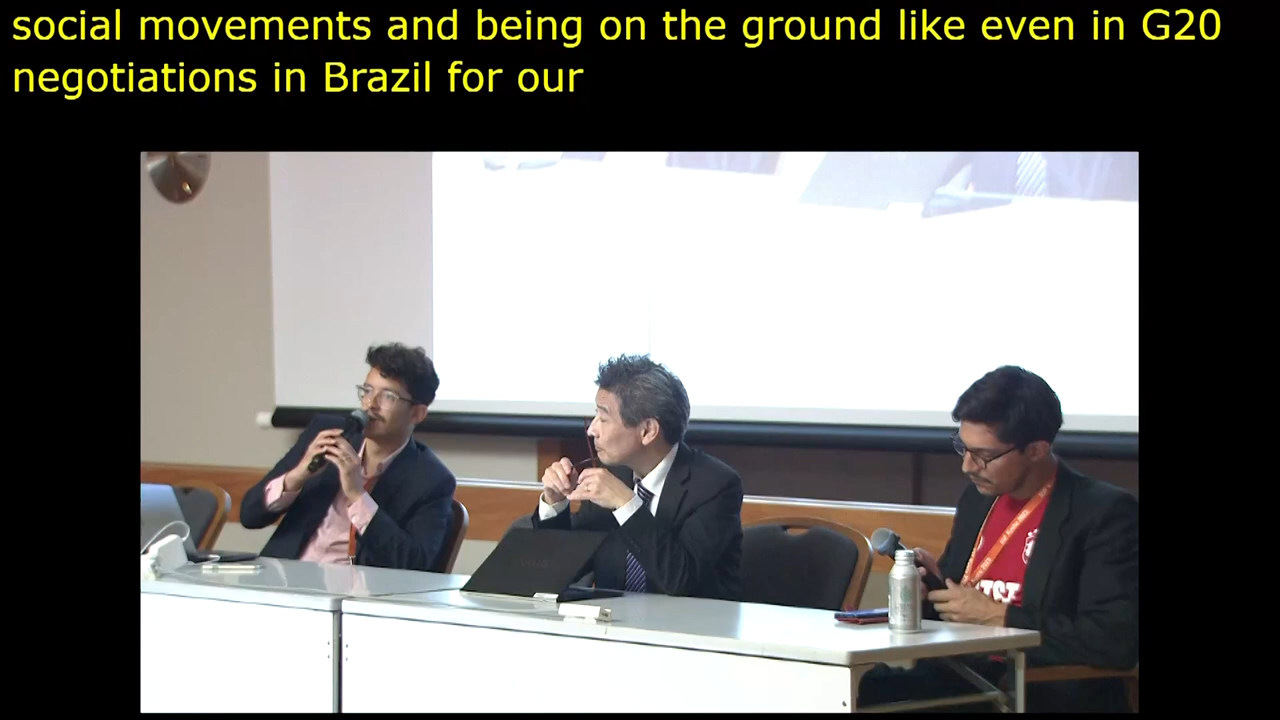 social movements and being on the ground like even in G20
negotiations in Brazil for our